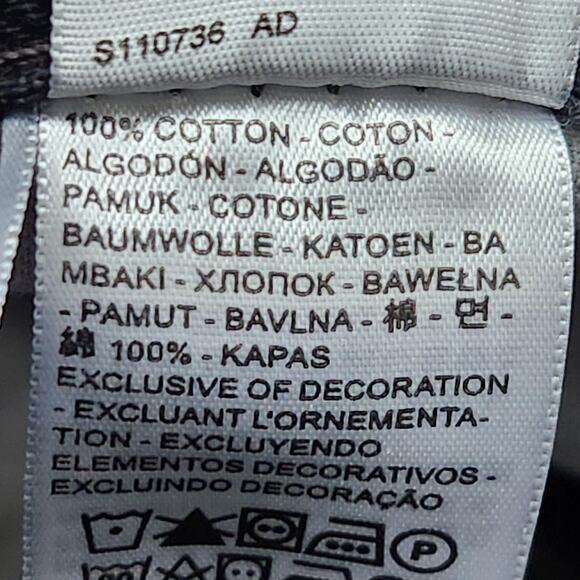 S110736 AD
100% COTTON - COTON -
ALGODÓN - ALGODÃO -
PAMUK - COTONE -
BAUMWOLLE - KATOEN - BA
MBAKI - ХЛОПОК - BAWEŁNA
- PAMUT - BAVLNA - 棉 - 면 -
綿 100% - KAPAS
EXCLUSIVE OF DECORATION
- EXCLUANT L'ORNEMENTA-
TION - EXCLUYENDO
ELEMENTOS DECORATIVOS -
EXCLUINDO DECORAÇÃO
P